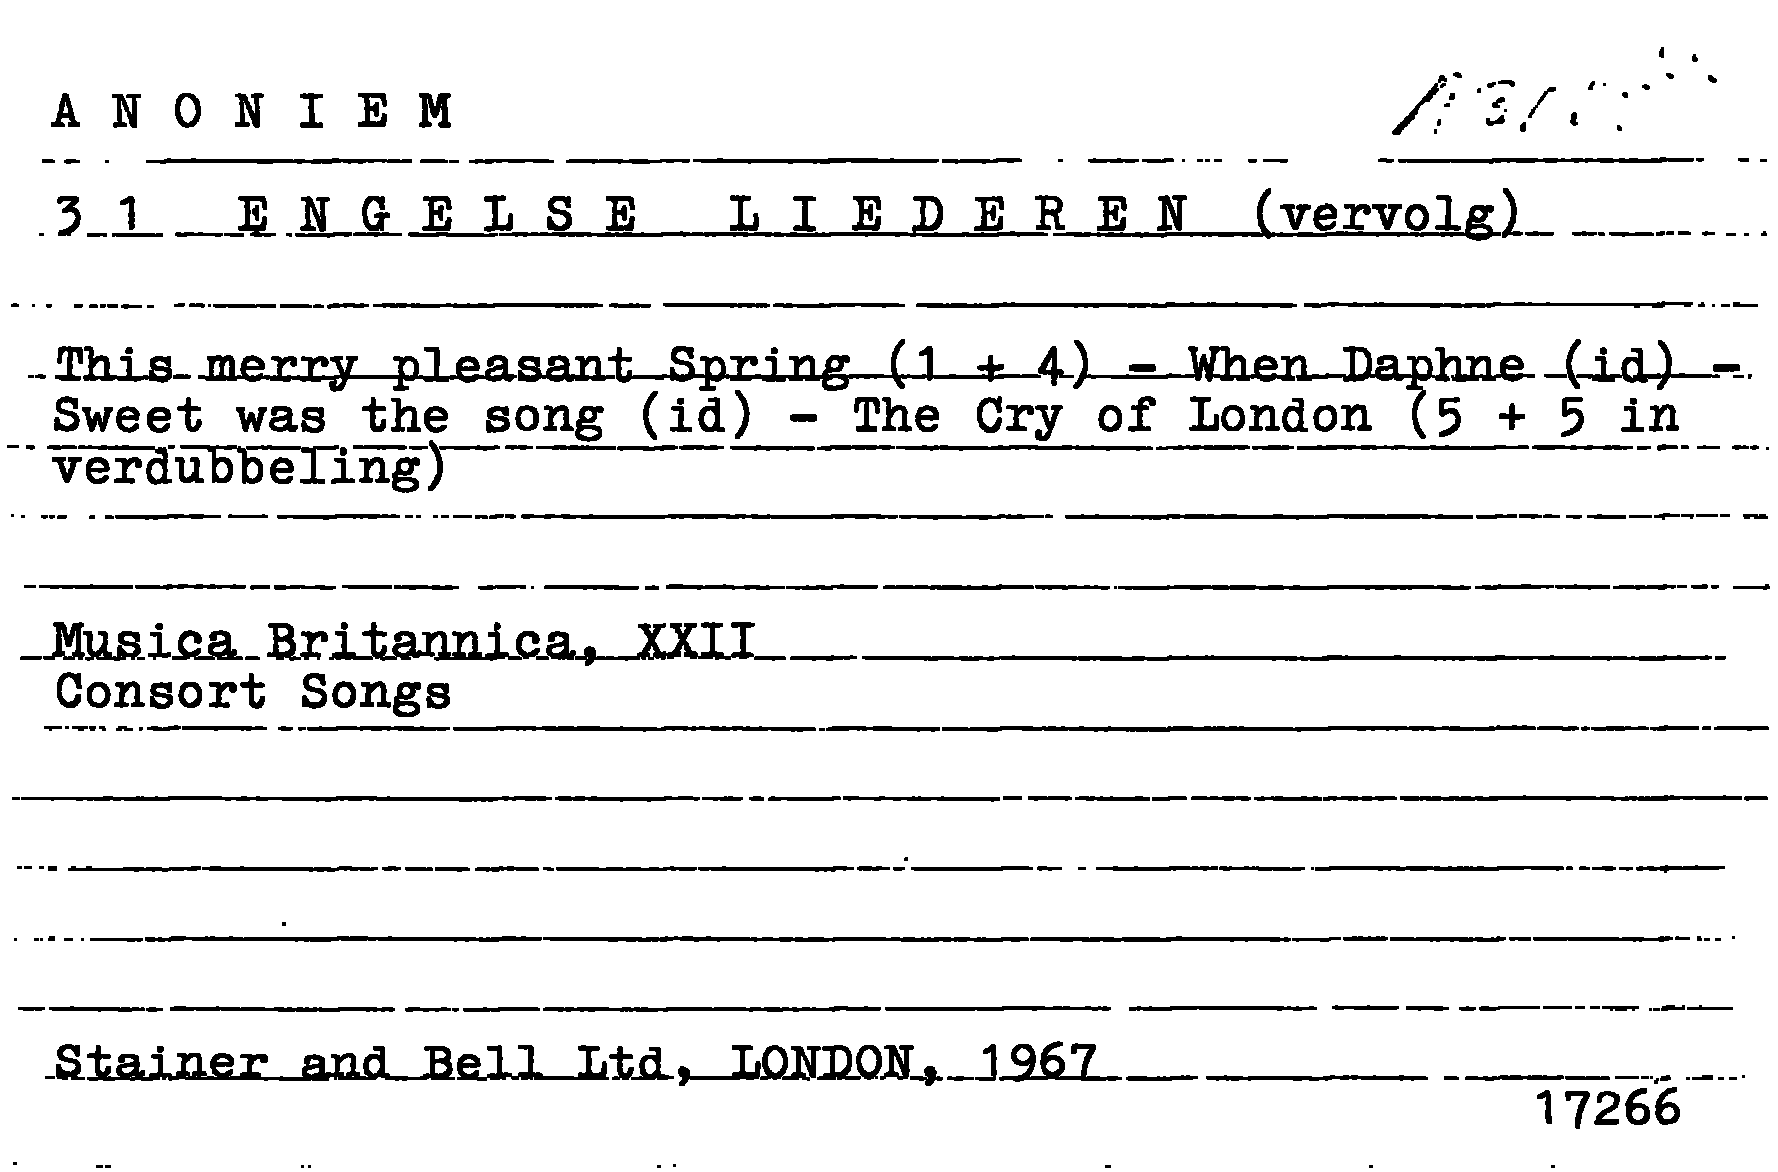 A N O N I E M
3 1 E N G E L S E L I E D E R E N (vervolg)
This merry pleasant Spring (1 + 4) - When Daphne (id) -
Sweet was the song (id) - The Cry of London (5 + 5 in
verdubbeling)
Musica Britannica, XXII
Consort Songs
Stainer and Bell Ltd, LONDON, 1967
17266